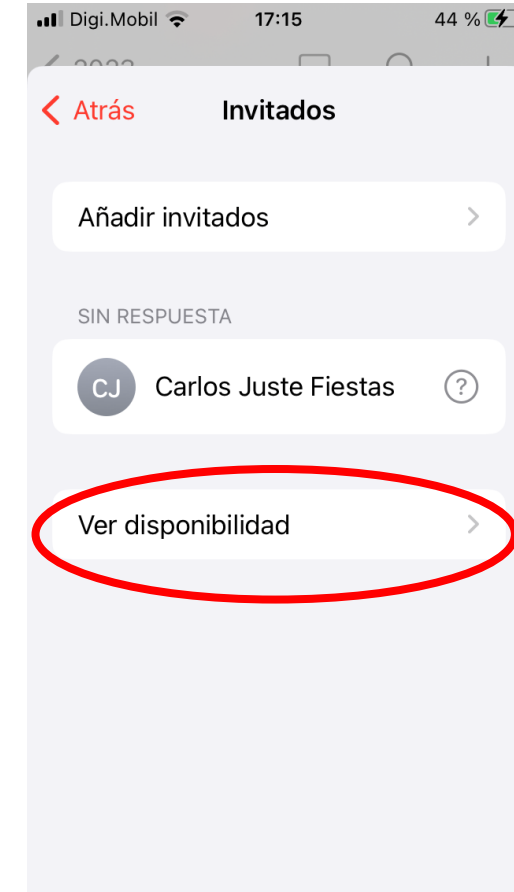 Digi.Mobil 17:15 44 %
Atrás Invitados
Añadir invitados
SIN RESPUESTA
CJ Carlos Juste Fiestas ?
Ver disponibilidad